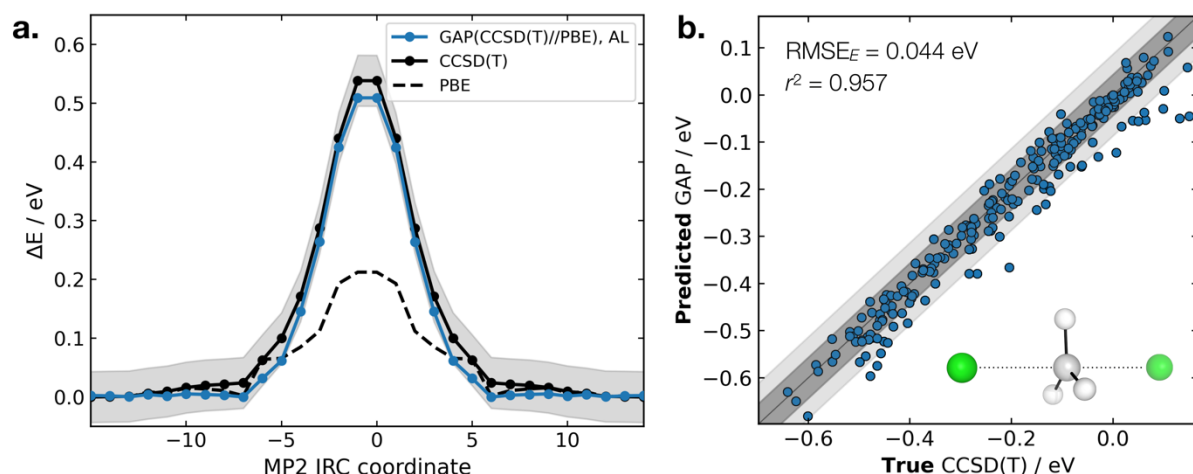 a.
0.6
0.5
0.4
0.3
0.2
0.1
0.0
ΔE / eV
−10
−5
0
5
10
MP2 IRC coordinate
GAP(CCSD(T)//PBE), AL
CCSD(T)
PBE
b.
RMSE_E = 0.044 eV
r² = 0.957
0.1
0.0
−0.1
−0.2
−0.3
−0.4
−0.5
−0.6
Predicted GAP / eV
−0.6
−0.4
−0.2
0.0
True CCSD(T) / eV